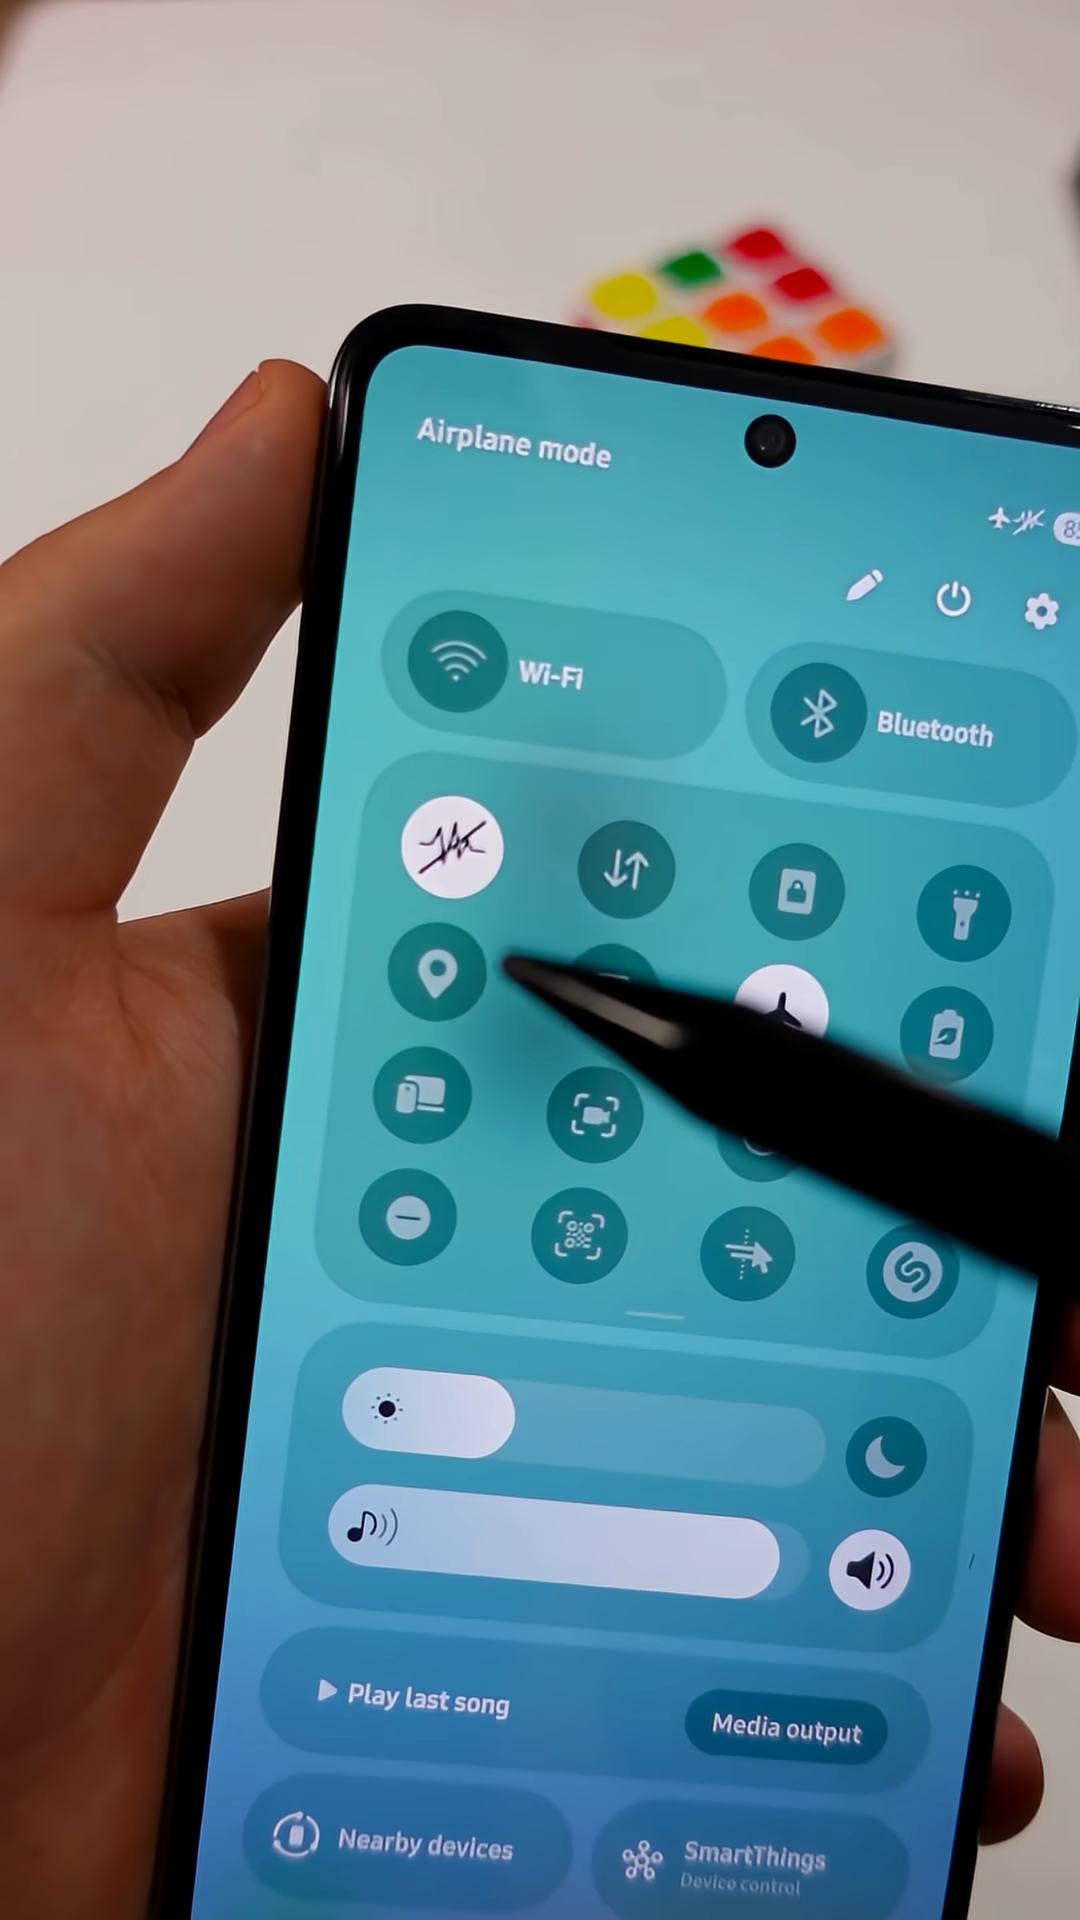 Airplane mode
Wi-Fi
Bluetooth
Play last song
Media output
Nearby devices
SmartThings
Device control